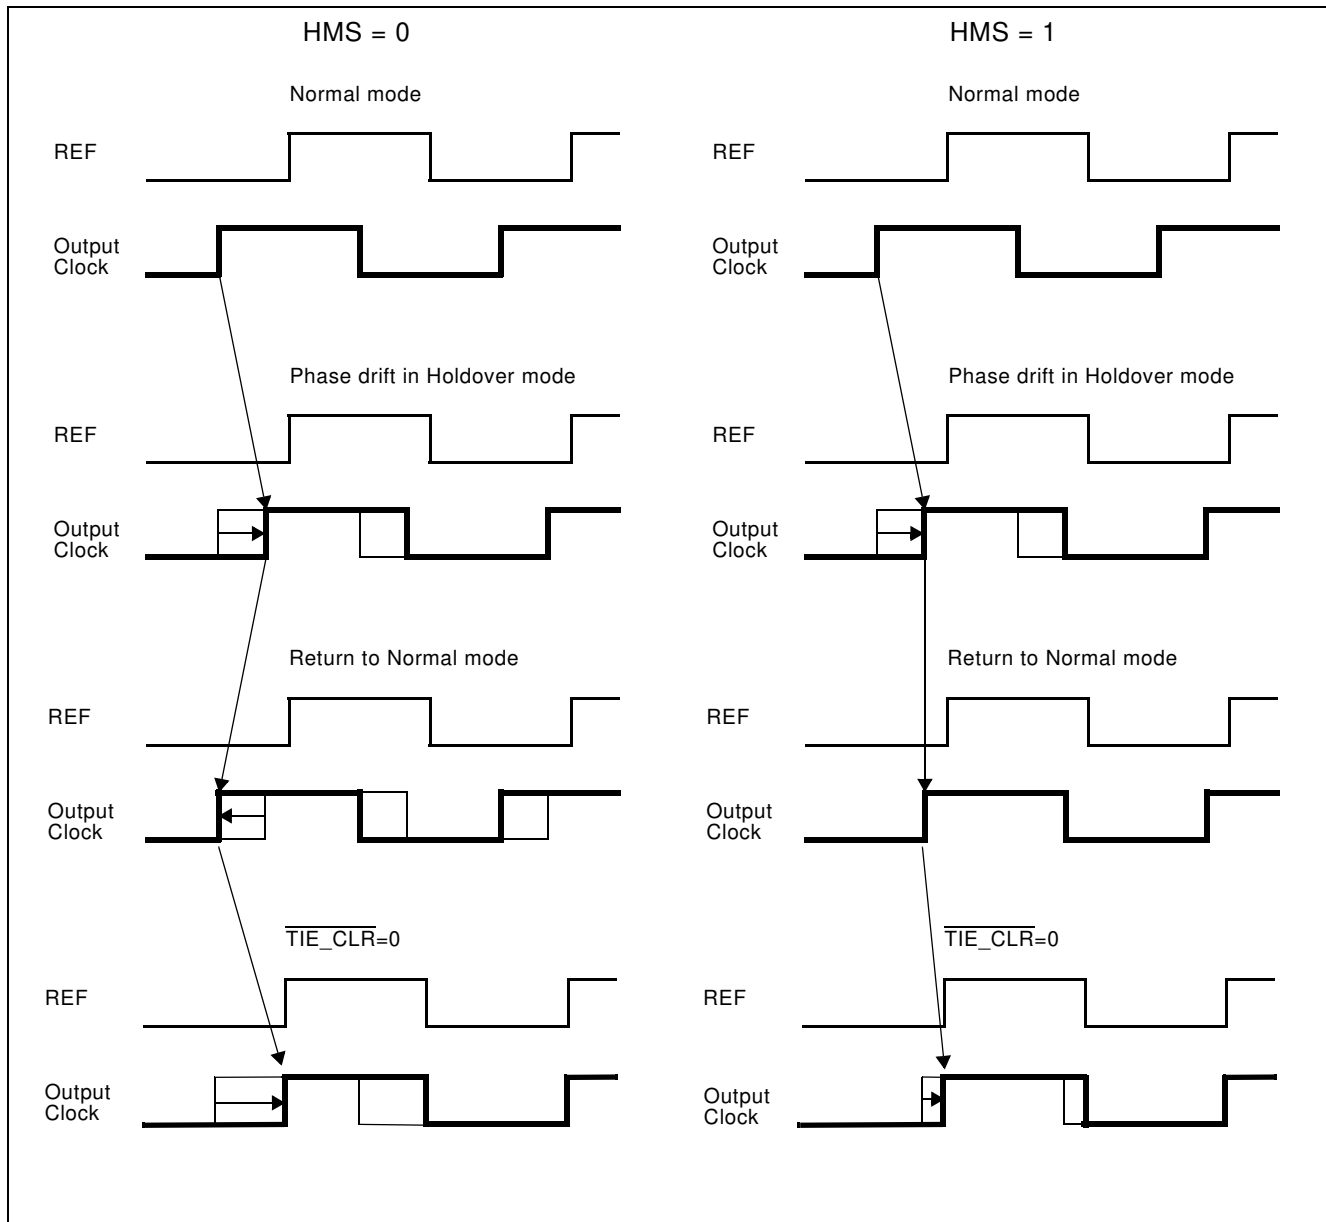 HMS = 0
HMS = 1
Normal mode
Normal mode
REF
REF
Output
Clock
Output
Clock
Phase drift in Holdover mode
Phase drift in Holdover mode
REF
REF
Output
Clock
Output
Clock
Return to Normal mode
Return to Normal mode
REF
REF
Output
Clock
Output
Clock
TIE_CLR=0
TIE_CLR=0
REF
REF
Output
Clock
Output
Clock